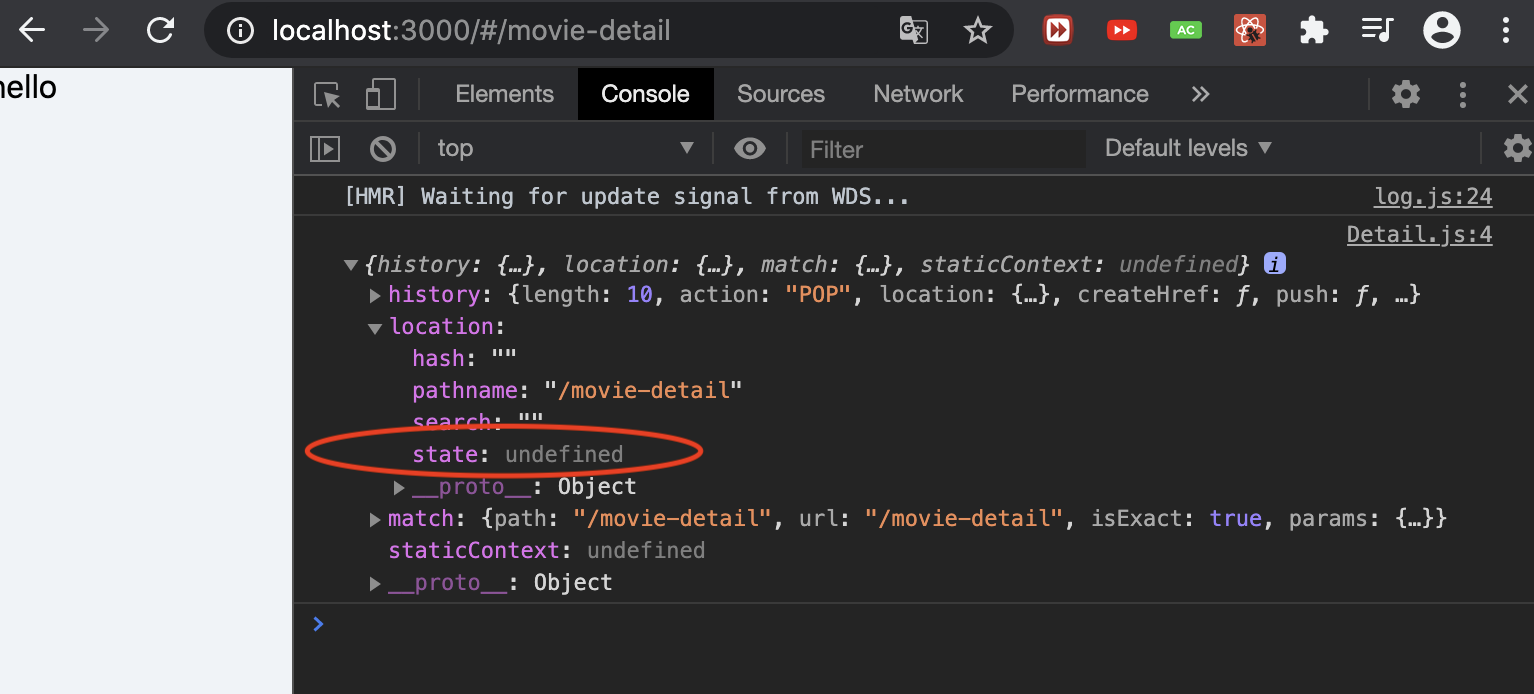 localhost:3000/#/movie-detail
AC
hello
Elements Console Sources Network Performance »
top Filter Default levels
[HMR] Waiting for update signal from WDS... log.js:24
Detail.js:4
{history: {…}, location: {…}, match: {…}, staticContext: undefined} i
history: {length: 10, action: "POP", location: {…}, createHref: ƒ, push: ƒ, …}
location:
hash: ""
pathname: "/movie-detail"
search: ""
state: undefined
__proto__: Object
match: {path: "/movie-detail", url: "/movie-detail", isExact: true, params: {…}}
staticContext: undefined
__proto__: Object